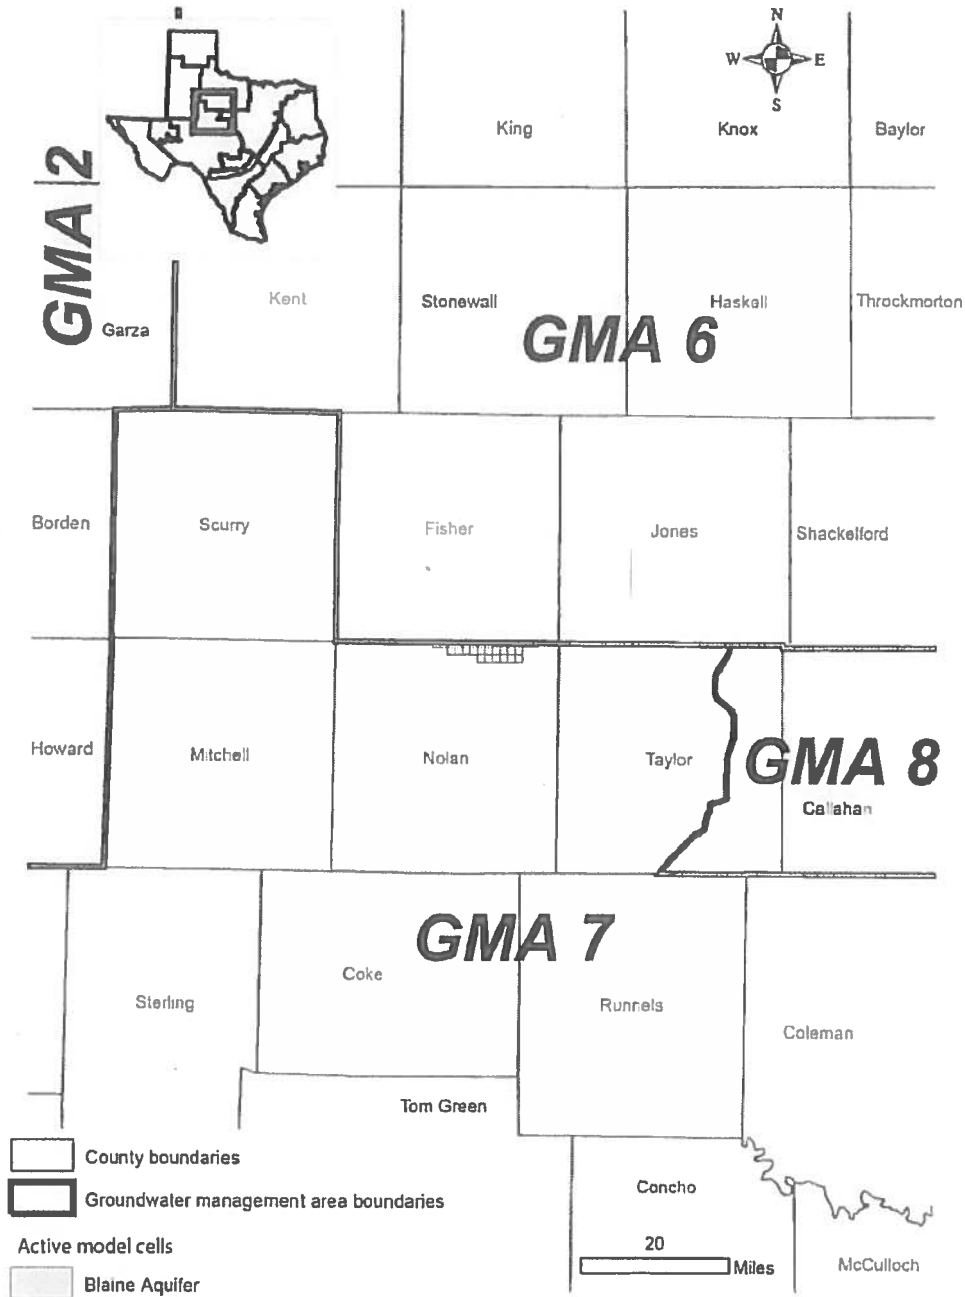 N
W E
S
King
Knox
Baylor
GMA 2
Garza
Kent
Stonewall
Haskell
Throckmorton
GMA 6
Borden
Scurry
Fisher
Jones
Shackelford
Howard
Mitchell
Nolan
Taylor
GMA 8
Callahan
GMA 7
Sterling
Coke
Runnels
Coleman
Tom Green
County boundaries
Groundwater management area boundaries
Active model cells
Blaine Aquifer
Concho
20
Miles
McCulloch